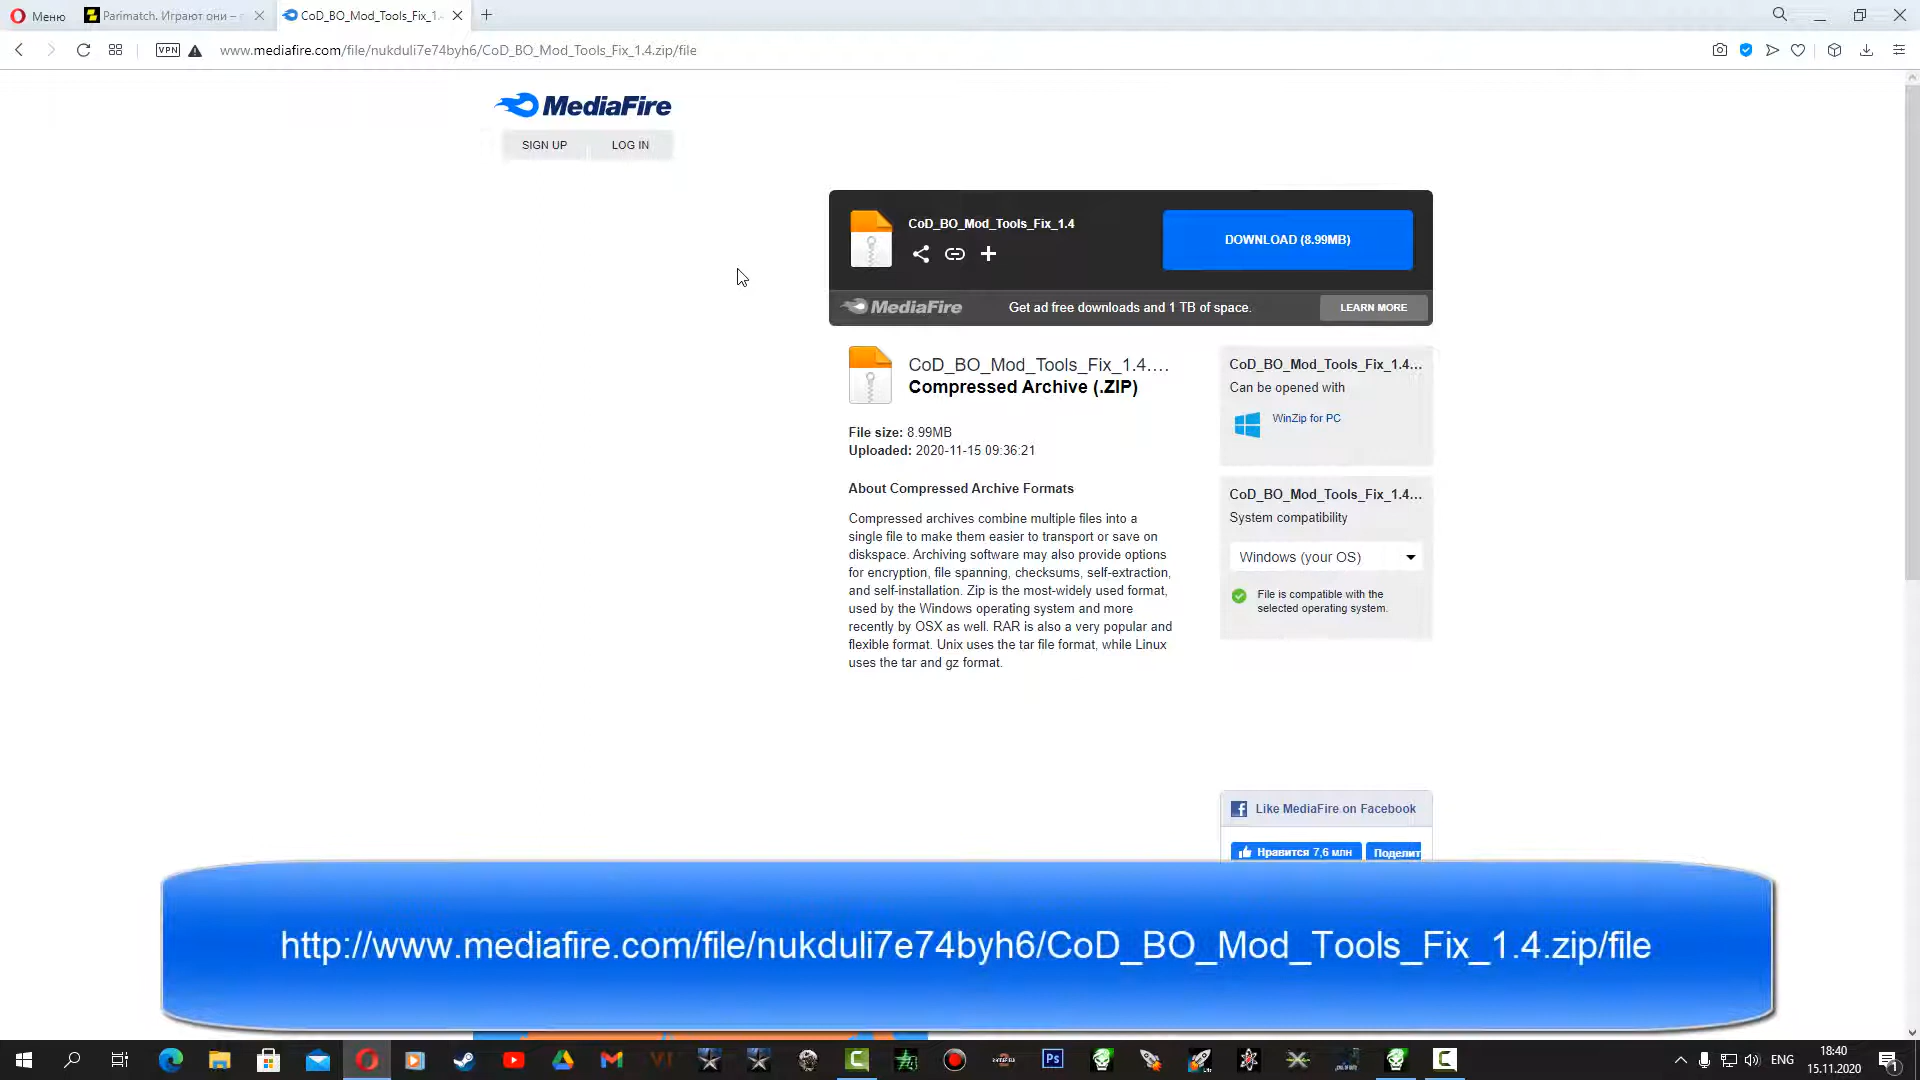 Меню
Parimatch. Играют они –
CoD_BO_Mod_Tools_Fix_1.
VPN
www.mediafire.com/file/nukduli7e74byh6/CoD_BO_Mod_Tools_Fix_1.4.zip/file
MediaFire
SIGN UP
LOG IN
CoD_BO_Mod_Tools_Fix_1.4
DOWNLOAD (8.99MB)
MediaFire
Get ad free downloads and 1 TB of space.
LEARN MORE
CoD_BO_Mod_Tools_Fix_1.4....
Compressed Archive (.ZIP)
File size: 8.99MB
Uploaded: 2020-11-15 09:36:21
About Compressed Archive Formats
Compressed archives combine multiple files into a
single file to make them easier to transport or save on
diskspace. Archiving software may also provide options
for encryption, file spanning, checksums, self-extraction,
and self-installation. Zip is the most-widely used format,
used by the Windows operating system and more
recently by OSX as well. RAR is also a very popular and
flexible format. Unix uses the tar file format, while Linux
uses the tar and gz format.
CoD_BO_Mod_Tools_Fix_1.4...
Can be opened with
WinZip for PC
CoD_BO_Mod_Tools_Fix_1.4...
System compatibility
Windows (your OS)
File is compatible with the
selected operating system.
Like MediaFire on Facebook
Нравится 7,6 млн
Поделит
http://www.mediafire.com/file/nukduli7e74byh6/CoD_BO_Mod_Tools_Fix_1.4.zip/file
Ps
ENG
18:40
15.11.2020
1